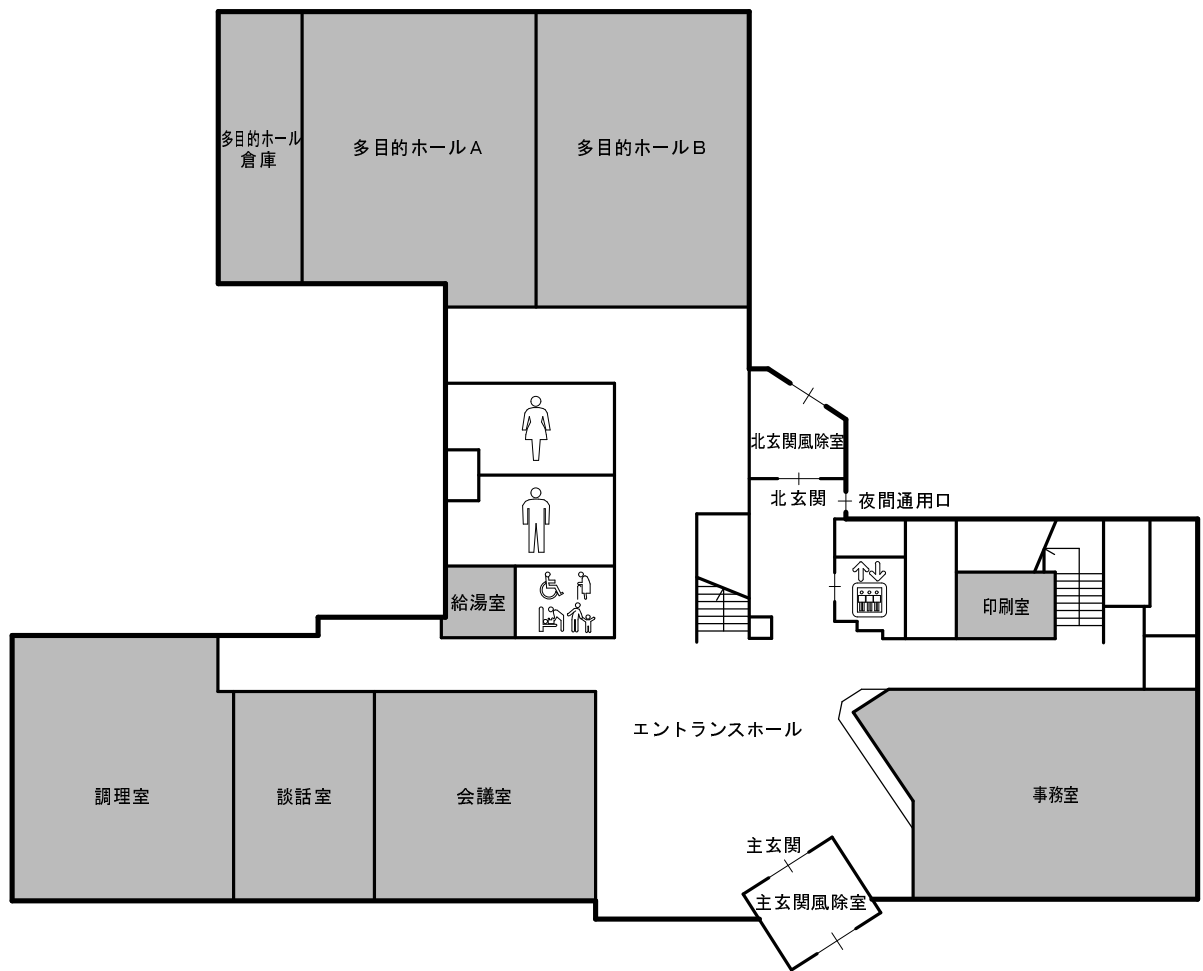 多目的ホール
倉庫
多目的ホールA
多目的ホールB
北玄関風除室
北玄関
夜間通用口
給湯室
印刷室
エントランスホール
調理室
談話室
会議室
事務室
主玄関
主玄関風除室